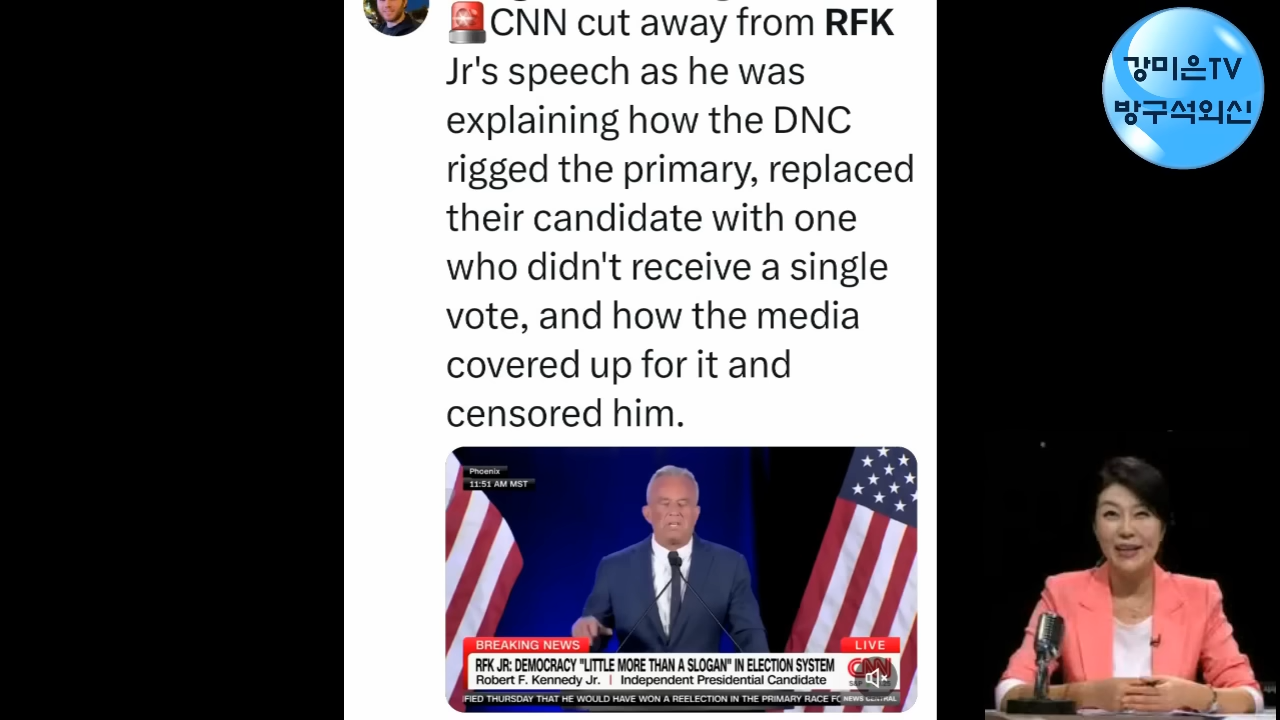 🚨CNN cut away from RFK
Jr's speech as he was
explaining how the DNC
rigged the primary, replaced
their candidate with one
who didn't receive a single
vote, and how the media
covered up for it and
censored him.
강미은TV
방구석외신
Phoenix
11:51 AM MST
BREAKING NEWS
LIVE
RFK JR: DEMOCRACY "LITTLE MORE THAN A SLOGAN" IN ELECTION SYSTEM
Robert F. Kennedy Jr. | Independent Presidential Candidate
CNN
FIED THURSDAY THAT HE WOULD HAVE WON A REELECTION IN THE PRIMARY RACE FO
NEWS CENTRAL